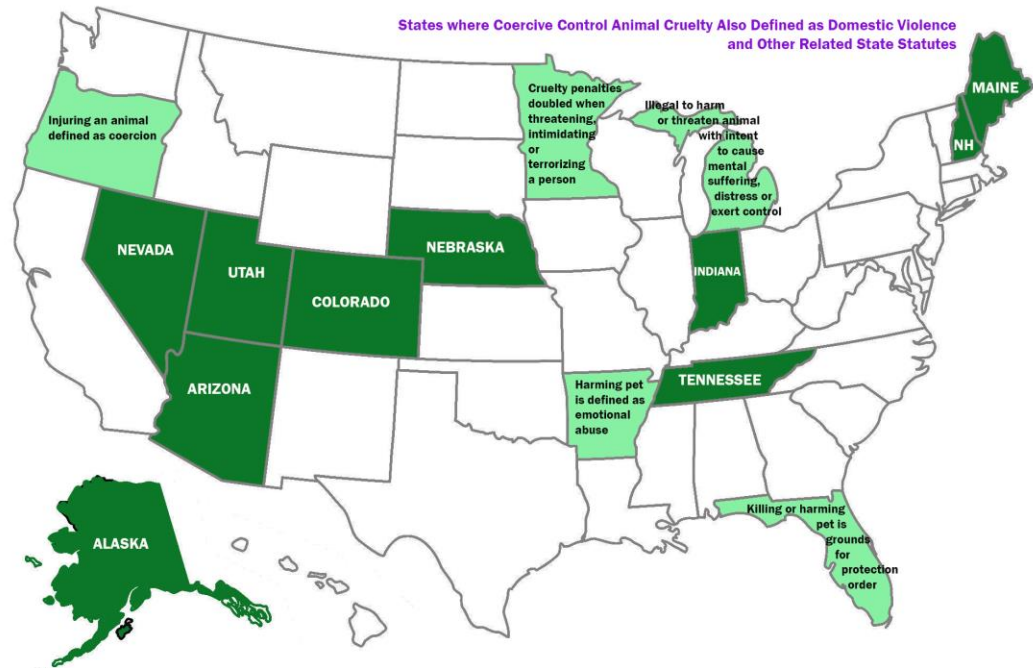 States where Coercive Control Animal Cruelty Also Defined as Domestic Violence
and Other Related State Statutes
Injuring an animal
defined as coercion
Cruelty penalties
doubled when
threatening,
intimidating
or
terrorizing
a person
Illegal to harm
or threaten animal
with intent
to cause
mental
suffering,
distress or
exert control
MAINE
NH
NEVADA
UTAH
COLORADO
NEBRASKA
INDIANA
ARIZONA
Harming pet
is defined as
emotional
abuse
TENNESSEE
ALASKA
Killing or harming
pet is
grounds
for
protection
order